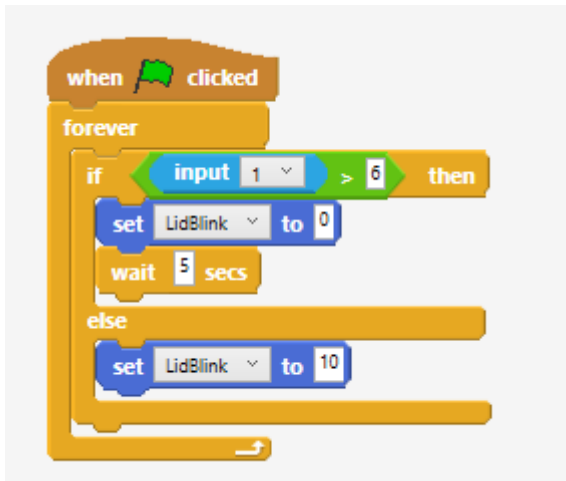 when clicked
forever
if input 1 > 6 then
set LidBlink to 0
wait 5 secs
else
set LidBlink to 10